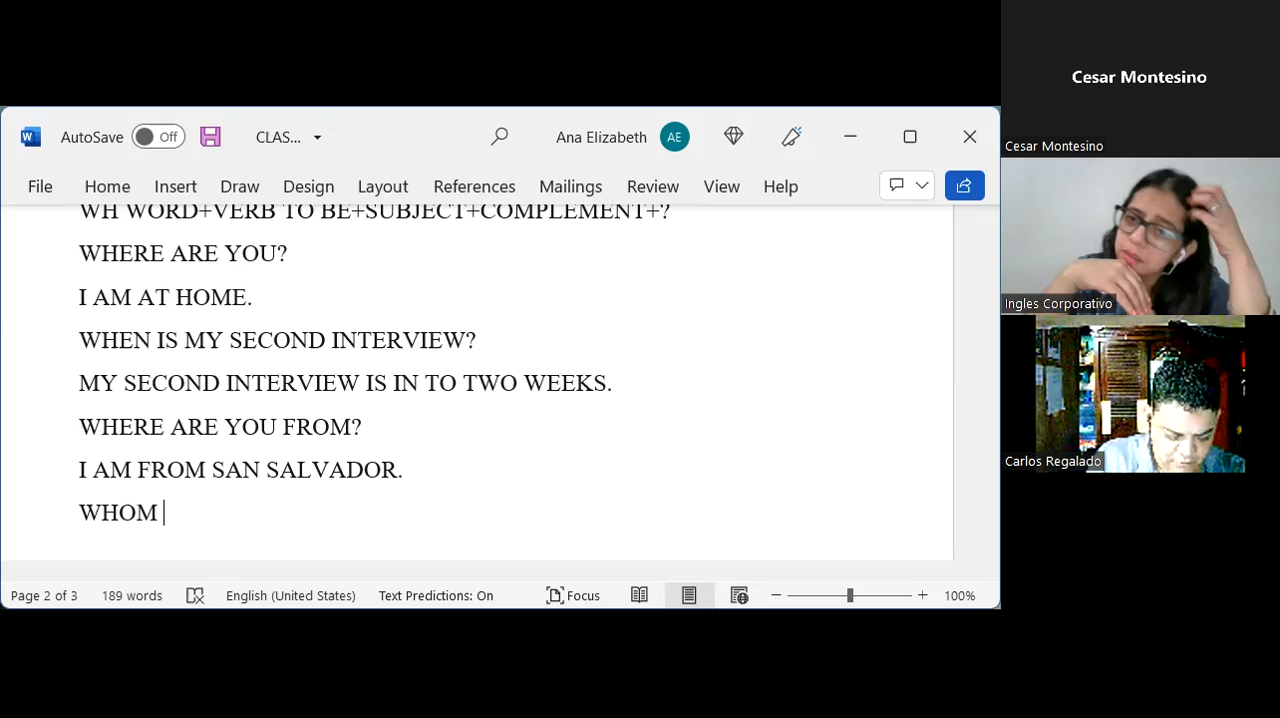 Cesar Montesino
AutoSave Off CLAS... Ana Elizabeth AE
Cesar Montesino
File Home Insert Draw Design Layout References Mailings Review View Help
WH WORD+VERB TO BE+SUBJECT+COMPLEMENT+?
WHERE ARE YOU?
I AM AT HOME.
Ingles Corporativo
WHEN IS MY SECOND INTERVIEW?
MY SECOND INTERVIEW IS IN TO TWO WEEKS.
WHERE ARE YOU FROM?
I AM FROM SAN SALVADOR.
Carlos Regalado
WHOM
Page 2 of 3 189 words English (United States) Text Predictions: On Focus 100%